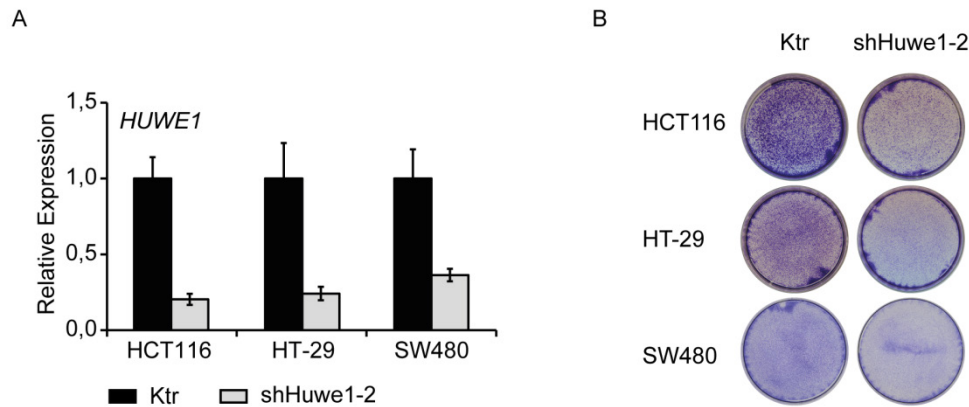 A
HUWE1
Relative Expression
1,5
1,0
0,5
0,0
HCT116 HT-29 SW480
Ktr shHuwe1-2
B
Ktr shHuwe1-2
HCT116
HT-29
SW480